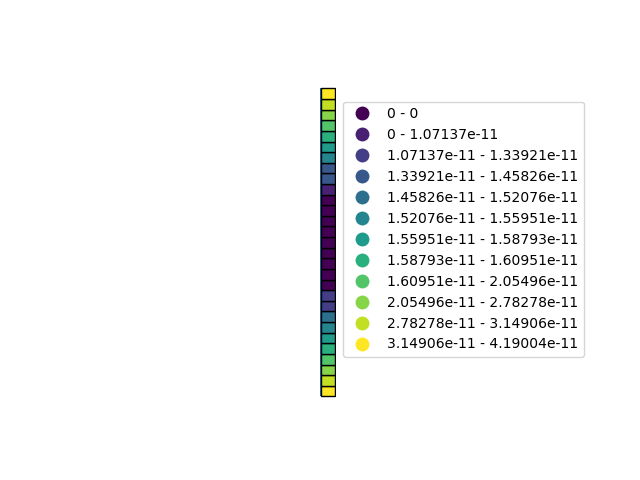 0 - 0
0 - 1.07137e-11
1.07137e-11 - 1.33921e-11
1.33921e-11 - 1.45826e-11
1.45826e-11 - 1.52076e-11
1.52076e-11 - 1.55951e-11
1.55951e-11 - 1.58793e-11
1.58793e-11 - 1.60951e-11
1.60951e-11 - 2.05496e-11
2.05496e-11 - 2.78278e-11
2.78278e-11 - 3.14906e-11
3.14906e-11 - 4.19004e-11